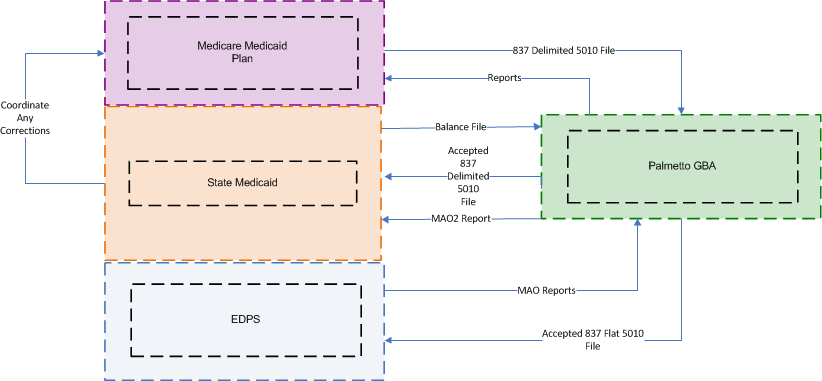 Medicare Medicaid
Plan
837 Delimited 5010 File
Reports
Coordinate
Any
Corrections
Balance File
Accepted
837
Delimited
5010
File
State Medicaid
MAO2 Report
Palmetto GBA
EDPS
MAO Reports
Accepted 837 Flat 5010
File